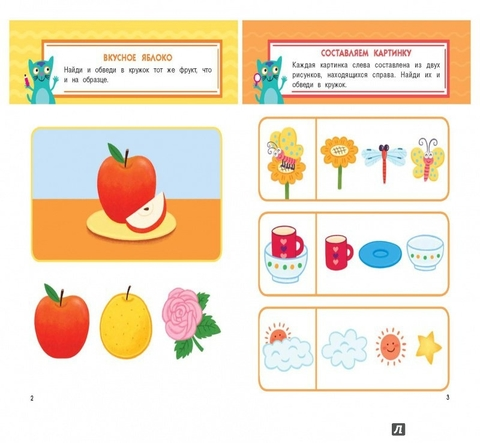 ВКУСНОЕ ЯБЛОКО
Найди и обведи в кружок тот же фрукт, что
и на образце.
СОСТАВЛЯЕМ КАРТИНКУ
Каждая картинка слева составлена из двух
рисунков, находящихся справа. Найди их и
обведи в кружок.
2
3
Л